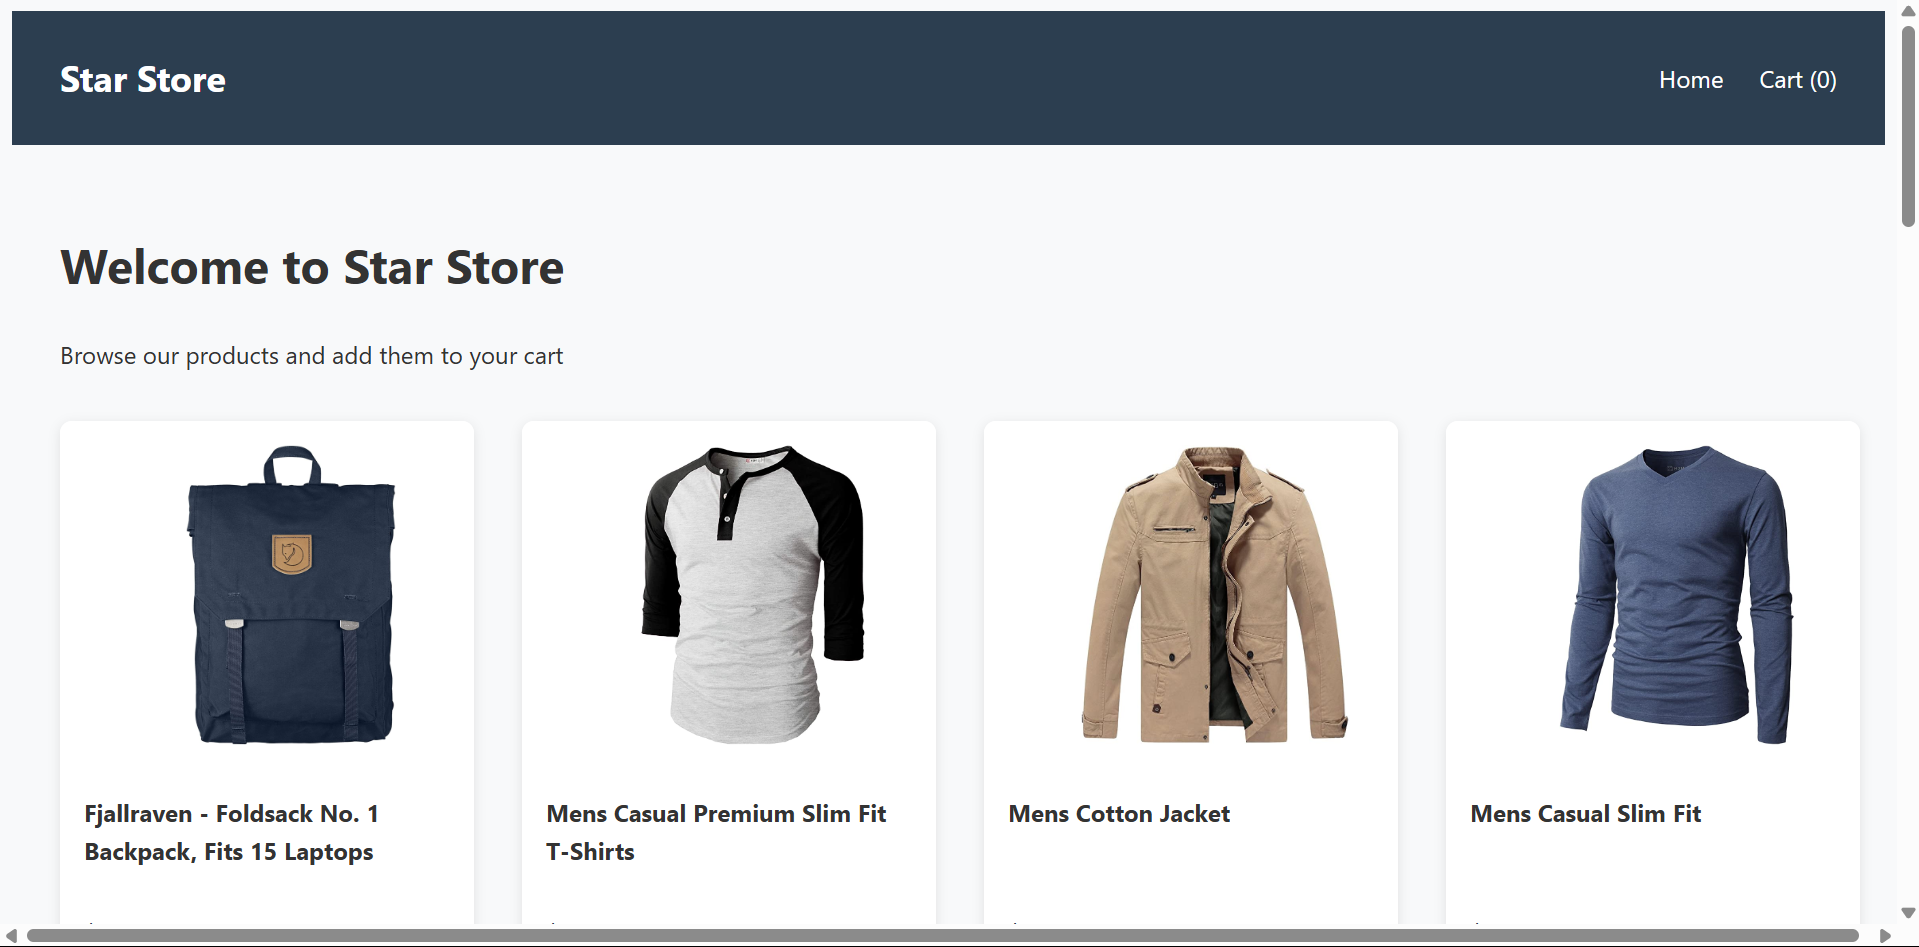 Star Store
Home
Cart (0)
Welcome to Star Store
Browse our products and add them to your cart
Fjallraven - Foldsack No. 1
Backpack, Fits 15 Laptops
Mens Casual Premium Slim Fit
T-Shirts
Mens Cotton Jacket
Mens Casual Slim Fit